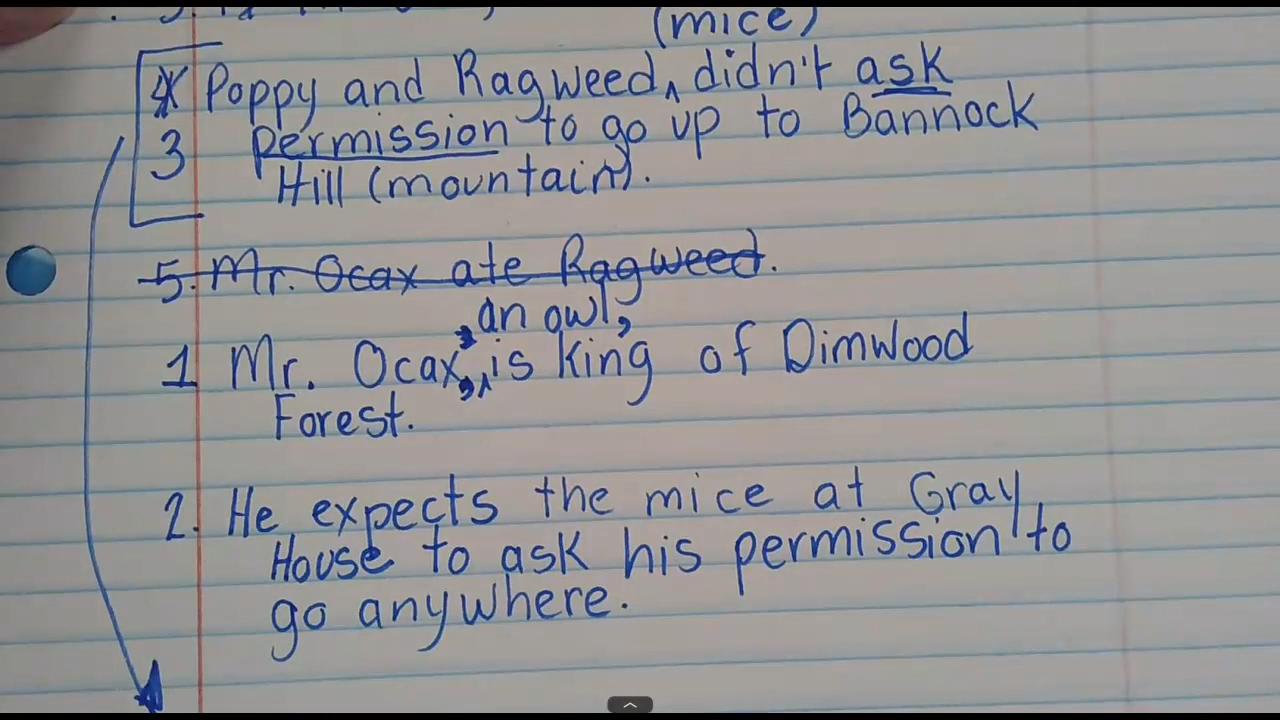 (mice)
4 Poppy and Ragweed ^ didn't ask
3 permission to go up to Bannock
Hill (mountain).
5. Mr. Ocax ate Ragweed.
, an owl,
1 Mr. Ocax, ^ is king of Dimwood
Forest.
2. He expects the mice at Gray
House to ask his permission to
go anywhere.